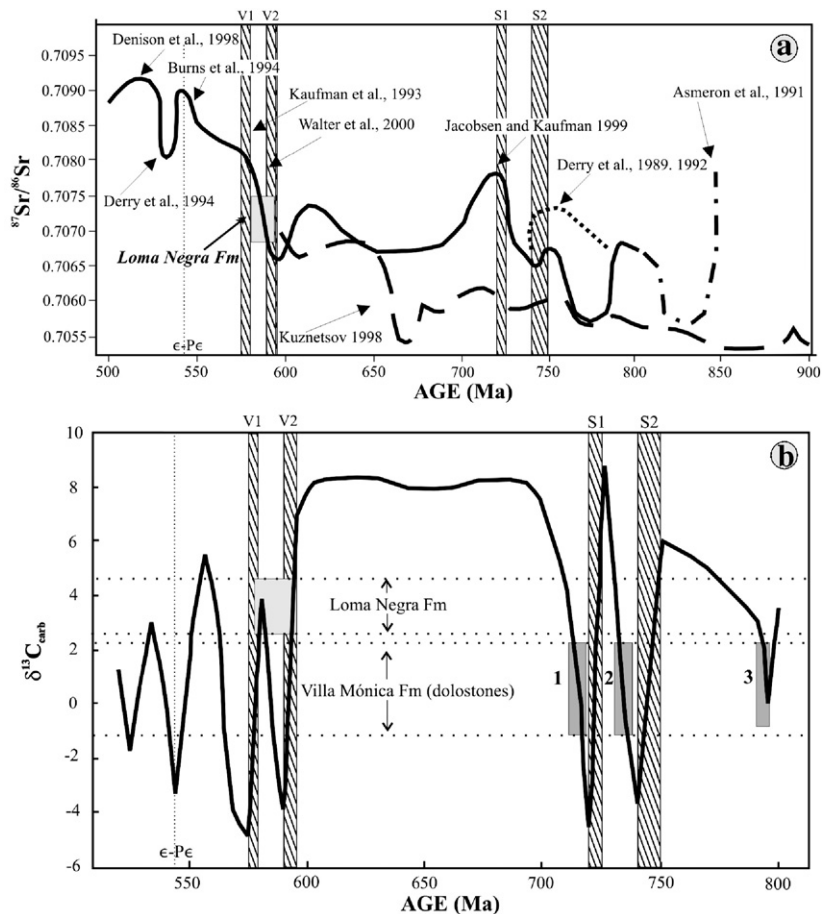 V1 V2 S1 S2
a
0.7095
Denison et al., 1998
0.7090
Burns et al., 1994
Asmeron et al., 1991
0.7085
Kaufman et al., 1993
Walter et al., 2000
Jacobsen and Kaufman 1999
0.7080
Derry et al., 1989. 1992
0.7075
Derry et al., 1994
0.7070
Loma Negra Fm
0.7065
0.7060
Kuznetsov 1998
0.7055
ϵ-Pϵ
87Sr/86Sr
500 550 600 650 700 750 800 850 900
AGE (Ma)
V1 V2 S1 S2
10
b
8
6
4
Loma Negra Fm
2
1 2 3
Villa Mónica Fm (dolostones)
0
-2
-4
ϵ-Pϵ
-6
δ13Ccarb
550 600 650 700 750 800
AGE (Ma)